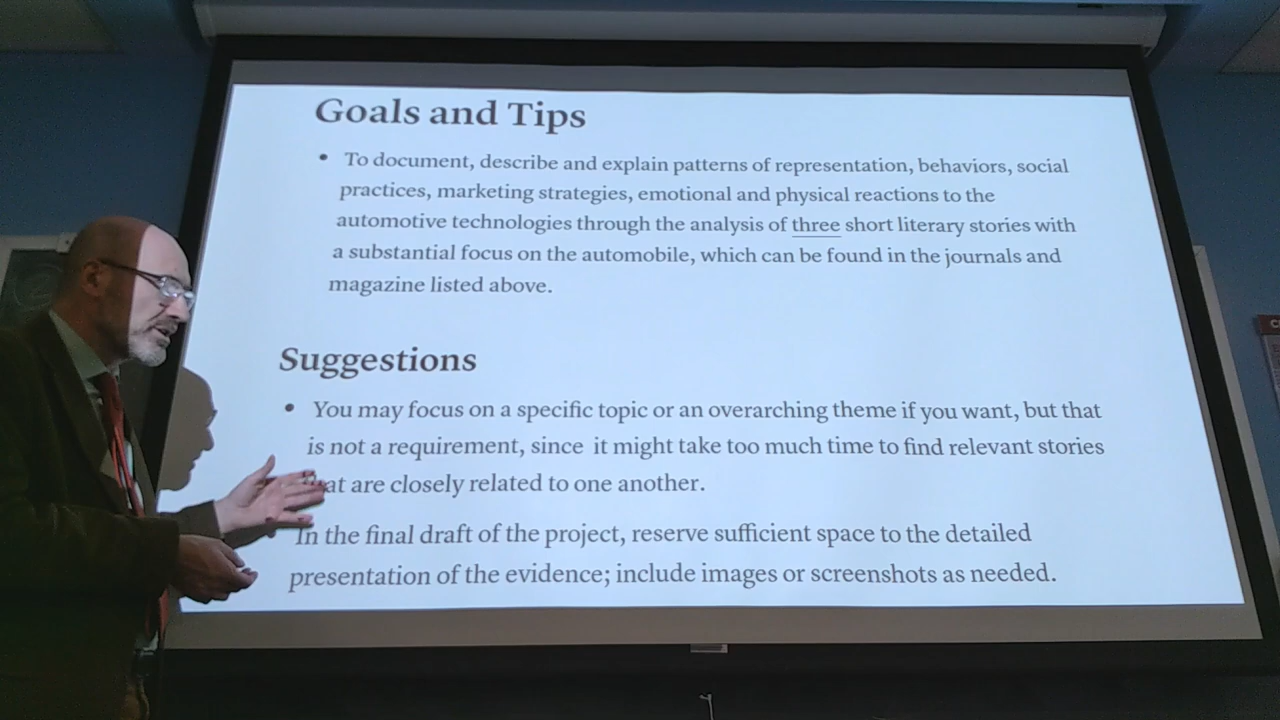 Goals and Tips
• To document, describe and explain patterns of representation, behaviors, social
practices, marketing strategies, emotional and physical reactions to the
automotive technologies through the analysis of three short literary stories with
a substantial focus on the automobile, which can be found in the journals and
magazine listed above.
Suggestions
• You may focus on a specific topic or an overarching theme if you want, but that
is not a requirement, since it might take too much time to find relevant stories
are closely related to one another.
In the final draft of the project, reserve sufficient space to the detailed
presentation of the evidence; include images or screenshots as needed.